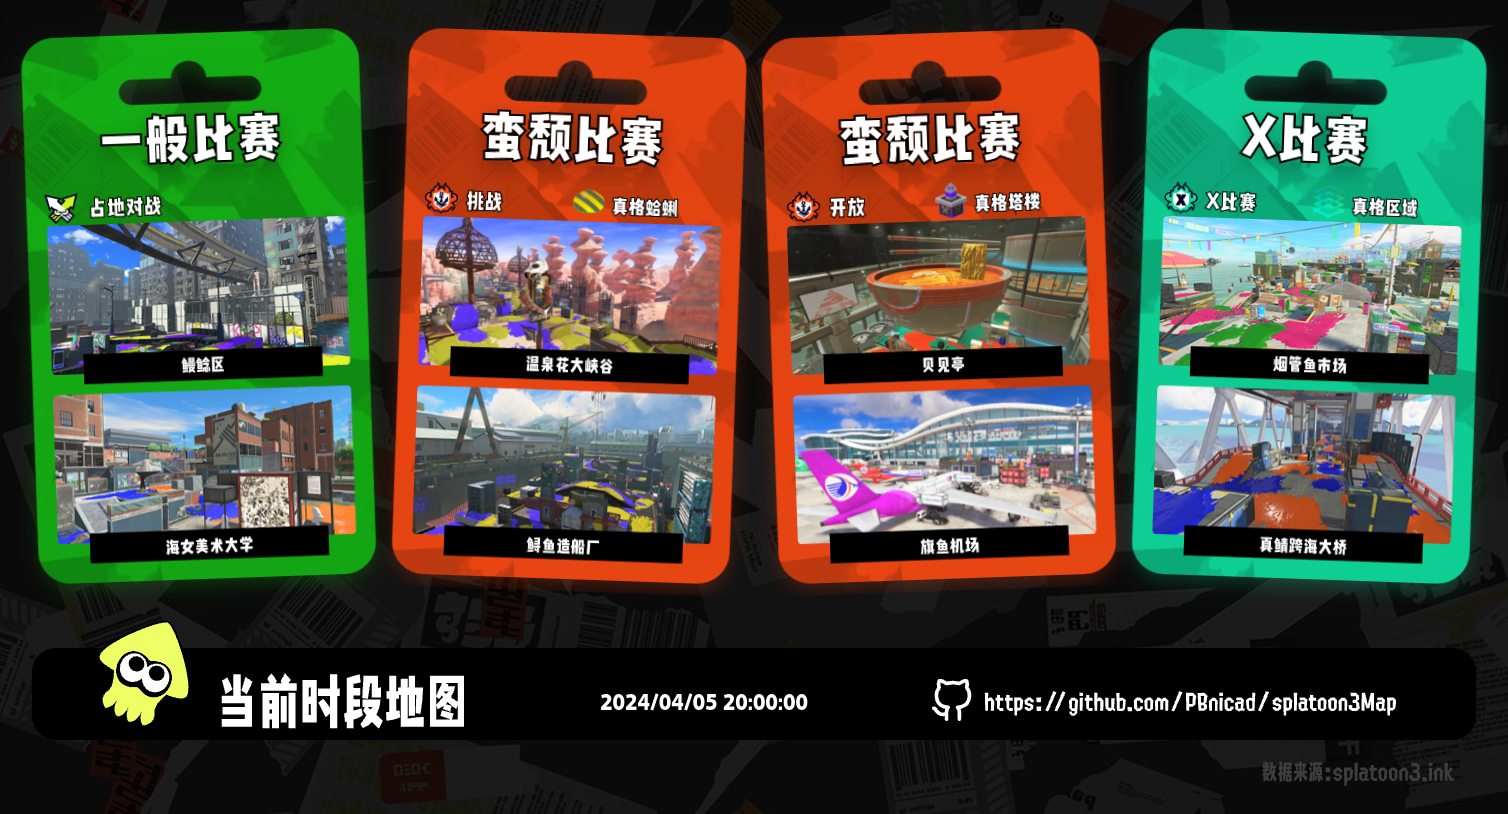 一般比赛
占地对战
鳗鲶区
海女美术大学
蛮颓比赛
挑战
真格蛤蜊
温泉花大峡谷
鲟鱼造船厂
蛮颓比赛
开放
真格塔楼
贝贝亭
旗鱼机场
X比赛
X比赛
真格区域
烟管鱼市场
真鲭跨海大桥
当前时段地图
2024/04/05 20:00:00
https://github.com/PBnicad/splatoon3Map
数据来源:splatoon3.ink